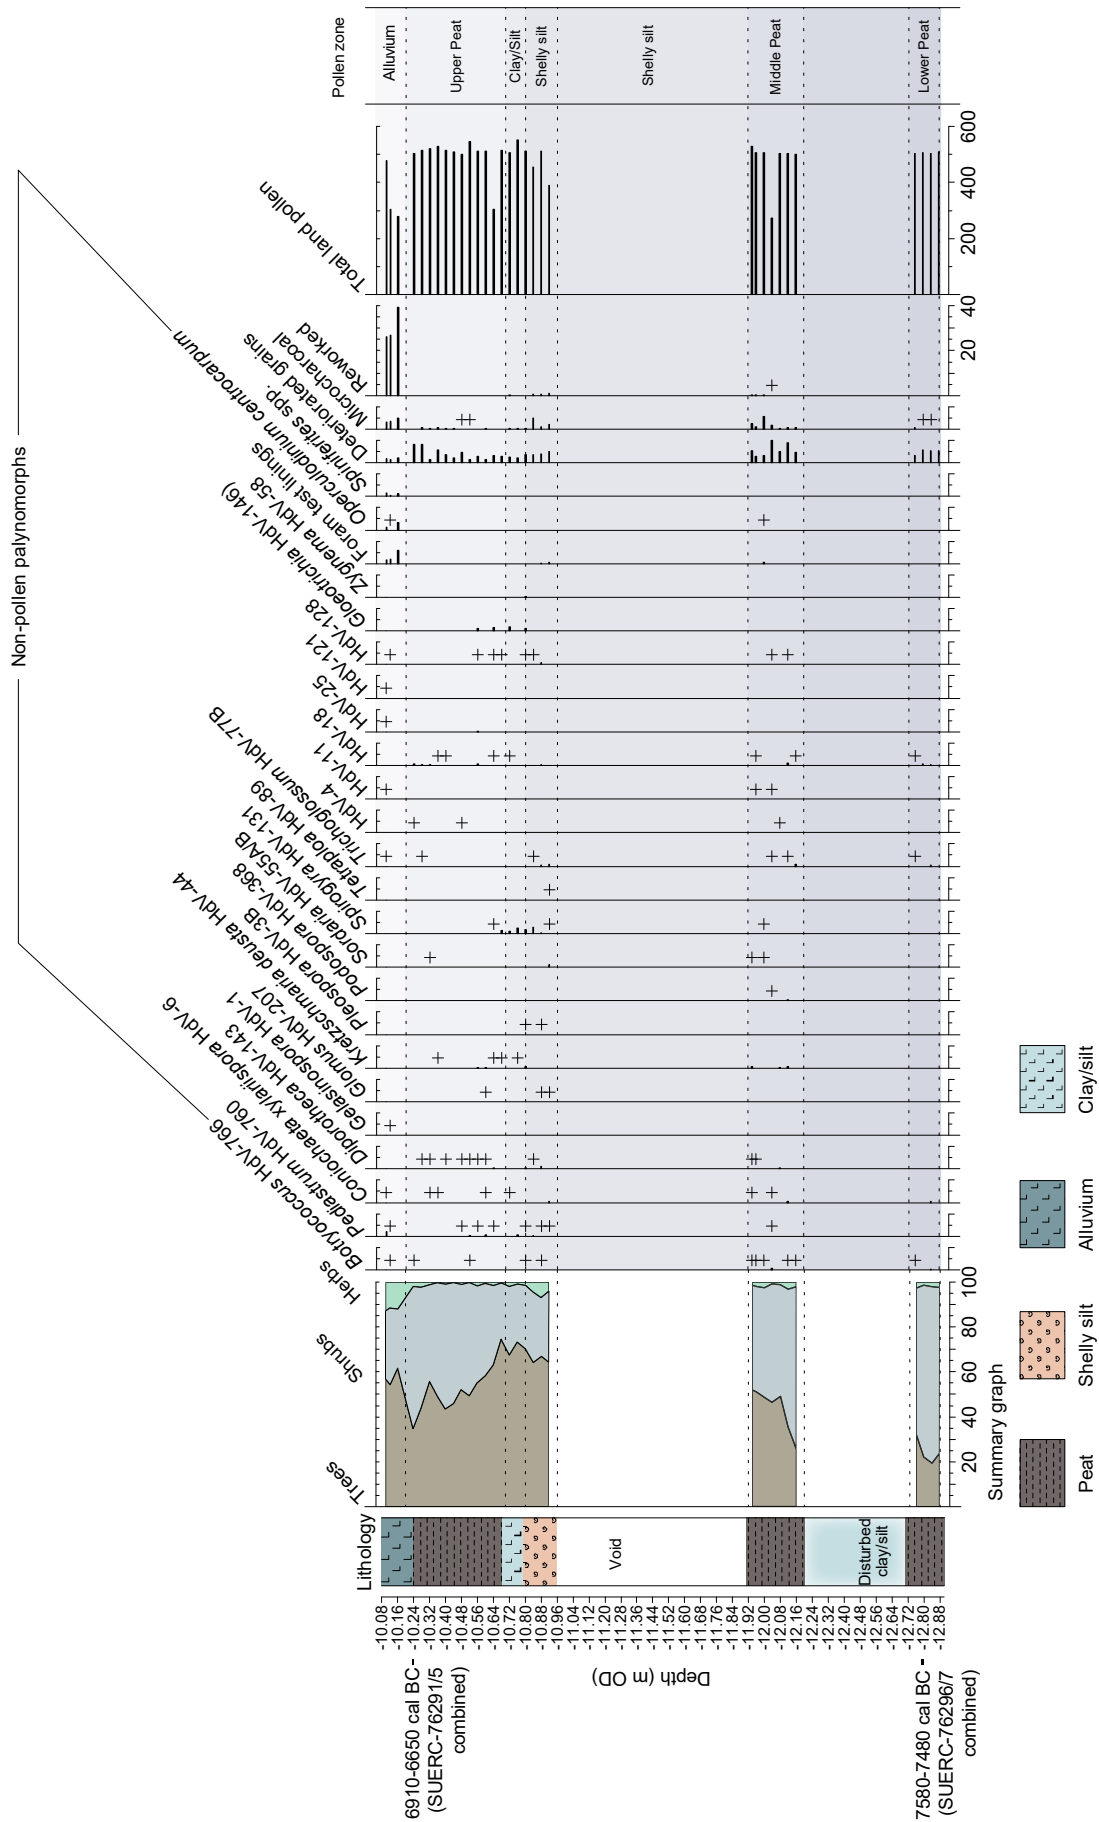 Non-pollen palynomorphs
Lithology
Trees
Shrubs
Herbs
Botryococcus HdV-766
Pediastrum HdV-760
Coniochaeta xylariispora HdV-6
Diporotheca HdV-143
Gelasinospora HdV-1
Glomus HdV-207
Kretzschmaria deusta HdV-44
Pleospora HdV-3B
Podospora HdV-368
Sordaria HdV-55A/B
Spirogyra HdV-131
Tetraploa HdV-89
Trichoglossum HdV-77B
HdV-4
HdV-11
HdV-18
HdV-25
HdV-121
HdV-128
Gloeotrichia HdV-146)
Zygnema HdV-58
Foram test linings
Operculodinium centrocarpum
Spiniferites spp.
Deteriorated grains
Microcharcoal
Reworked
Total land pollen
Pollen zone
6910-6650 cal BC
(SUERC-76291/5
combined)
7580-7480 cal BC
(SUERC-76296/7
combined)
Depth (m OD)
-10.08
-10.16
-10.24
-10.32
-10.40
-10.48
-10.56
-10.64
-10.72
-10.80
-10.88
-10.96
-11.04
-11.12
-11.20
-11.28
-11.36
-11.44
-11.52
-11.60
-11.68
-11.76
-11.84
-11.92
-12.00
-12.08
-12.16
-12.24
-12.32
-12.40
-12.48
-12.56
-12.64
-12.72
-12.80
-12.88
Void
Disturbed
clay/silt
Alluvium
Upper Peat
Clay/Silt
Shelly silt
Shelly silt
Middle Peat
Lower Peat
20 40 60 80 100
20 40
200 400 600
Summary graph
Peat
Shelly silt
Alluvium
Clay/silt